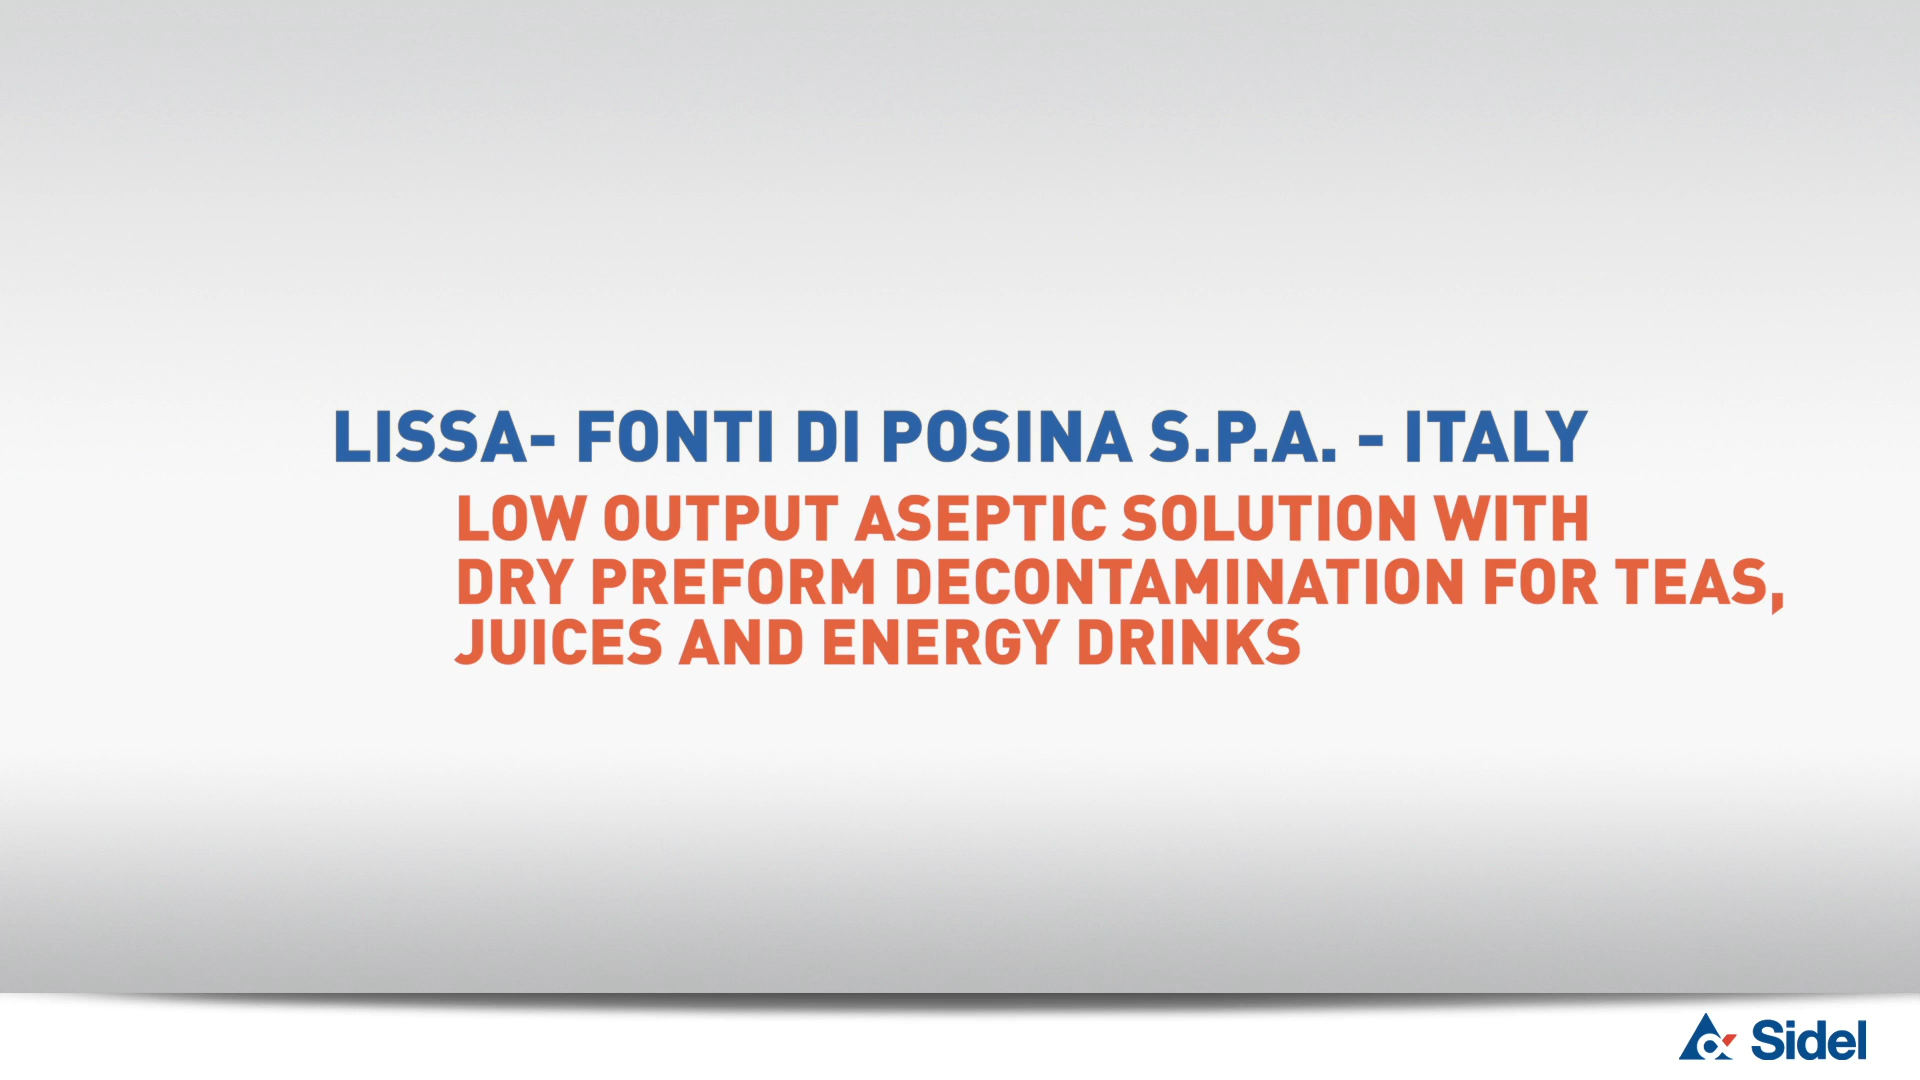 LISSA- FONTI DI POSINA S.P.A. - ITALY
LOW OUTPUT ASEPTIC SOLUTION WITH
DRY PREFORM DECONTAMINATION FOR TEAS,
JUICES AND ENERGY DRINKS
Sidel